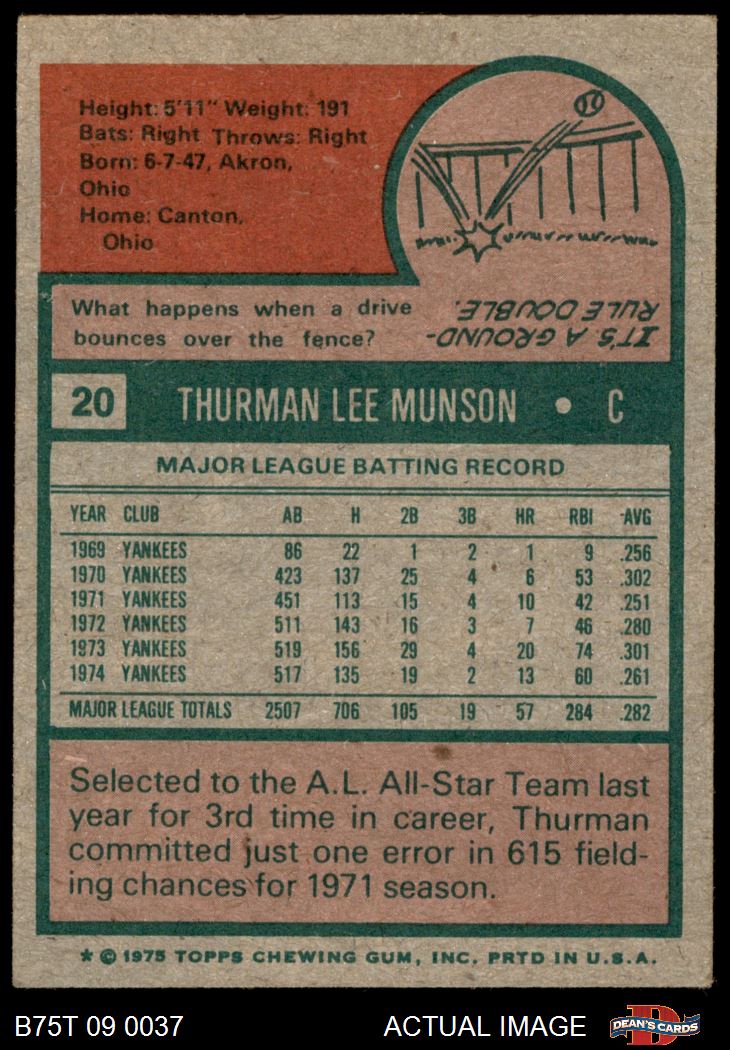 Height: 5'11" Weight: 191
Bats: Right Throws: Right
Born: 6-7-47, Akron,
Ohio
Home: Canton,
Ohio
What happens when a drive
bounces over the fence?
IT'S A GROUND-
RULE DOUBLE.
20 THURMAN LEE MUNSON • C
MAJOR LEAGUE BATTING RECORD
YEAR CLUB AB H 2B 3B HR RBI AVG
1969 YANKEES 86 22 1 2 1 9 .256
1970 YANKEES 423 137 25 4 6 53 .302
1971 YANKEES 451 113 15 4 10 42 .251
1972 YANKEES 511 143 16 3 7 46 .280
1973 YANKEES 519 156 29 4 20 74 .301
1974 YANKEES 517 135 19 2 13 60 .261
MAJOR LEAGUE TOTALS 2507 706 105 19 57 284 .282
Selected to the A.L. All-Star Team last
year for 3rd time in career, Thurman
committed just one error in 615 field-
ing chances for 1971 season.
* © 1975 TOPPS CHEWING GUM, INC. PRTD IN U.S.A.
B75T 09 0037 ACTUAL IMAGE
D
DEAN'S CARDS